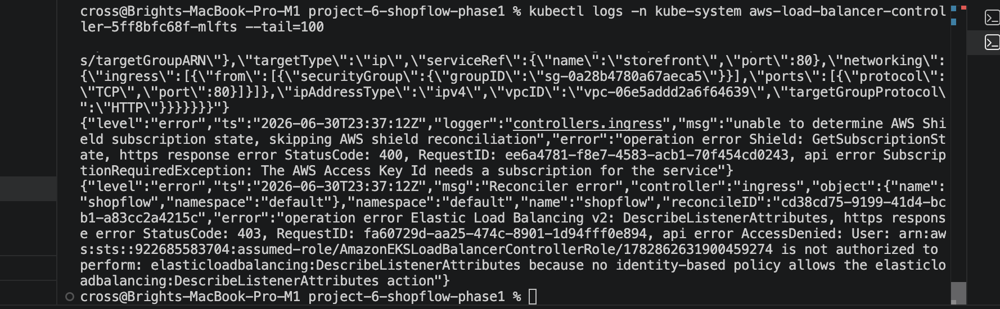 cross@Brights-MacBook-Pro-M1 project-6-shopflow-phase1 % kubectl logs -n kube-system aws-load-balancer-control
ler-5ff8bfc68f-mlfts --tail=100
s/targetGroupARN\"},\"targetType\":\"ip\",\"serviceRef\":{\"name\":\"storefront\",\"port\":80},\"networking\":
{\"ingress\":[{\"from\":[{\"securityGroup\":{\"groupID\":\"sg-0a28b4780a67aeca5\"}}],\"ports\":[{\"protocol\":
\"TCP\",\"port\":80}]}]},\"ipAddressType\":\"ipv4\",\"vpcID\":\"vpc-06e5addd2a6f64639\",\"targetGroupProtocol\
":\"HTTP\"}}}}}}}"}
{"level":"error","ts":"2026-06-30T23:37:12Z","logger":"controllers.ingress","msg":"unable to determine AWS Shi
eld subscription state, skipping AWS shield reconciliation","error":"operation error Shield: GetSubscriptionSt
ate, https response error StatusCode: 400, RequestID: ee6a4781-f8e7-4583-acb1-70f454cd0243, api error Subscrip
tionRequiredException: The AWS Access Key Id needs a subscription for the service"}
{"level":"error","ts":"2026-06-30T23:37:12Z","msg":"Reconciler error","controller":"ingress","object":{"name":
"shopflow","namespace":"default"},"namespace":"default","name":"shopflow","reconcileID":"cd38cd75-9199-41d4-bc
b1-a83cc2a4215c","error":"operation error Elastic Load Balancing v2: DescribeListenerAttributes, https respons
e error StatusCode: 403, RequestID: fa60729d-aa25-474c-8901-1d94fff0e894, api error AccessDenied: User: arn:aw
s:sts::922685583704:assumed-role/AmazonEKSLoadBalancerControllerRole/1782862631900459274 is not authorized to
perform: elasticloadbalancing:DescribeListenerAttributes because no identity-based policy allows the elasticlo
adbalancing:DescribeListenerAttributes action"}
cross@Brights-MacBook-Pro-M1 project-6-shopflow-phase1 %